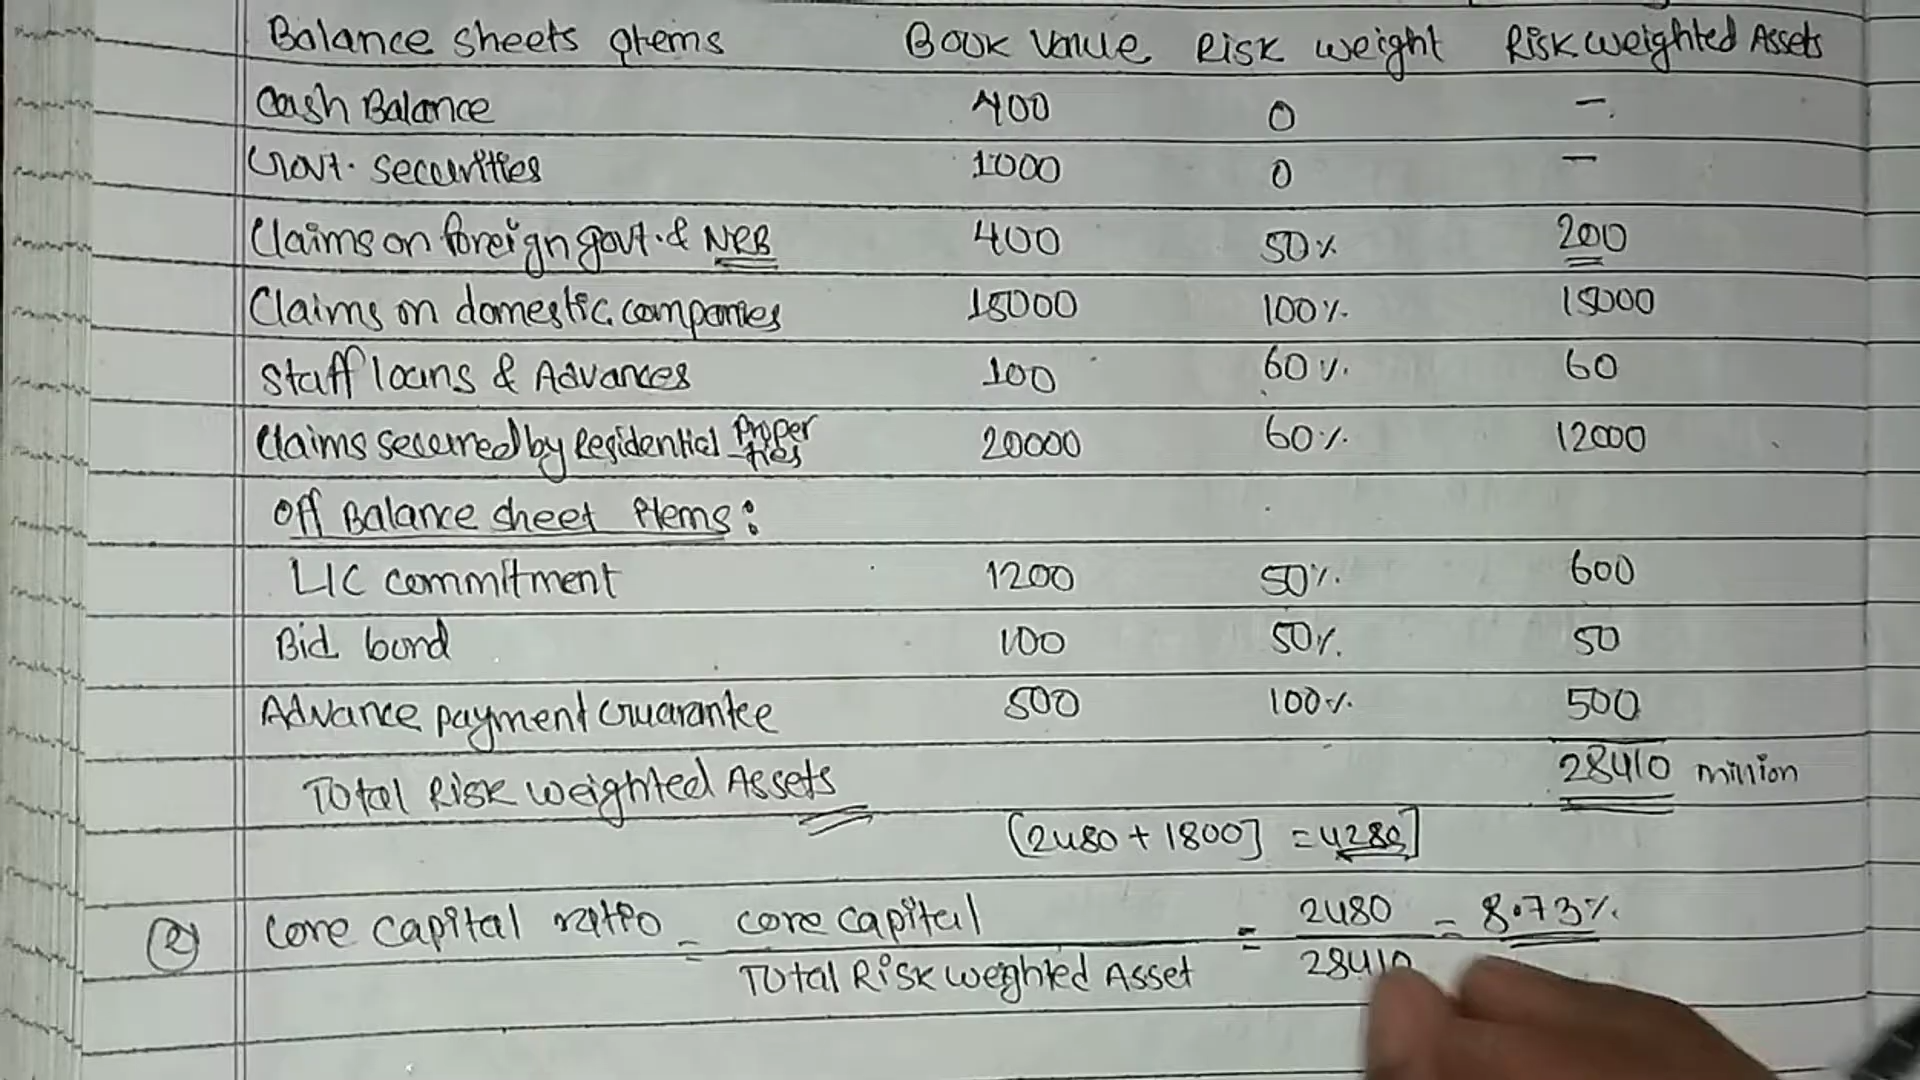 Balance sheets Items Book Value Risk weight Risk weighted Assets
Cash Balance 400 0 -
Govt. securities 1000 0 -
Claims on foreign govt. & NRB 400 50% 200
Claims on domestic companies 15000 100% 15000
Staff loans & Advances 100 60% 60
Claims secured by Residential Properties 20000 60% 12000
Off Balance sheet Items:
L/C commitment 1200 50% 600
Bid bond 100 50% 50
Advance payment Guarantee 500 100% 500
Total Risk weighted Assets 28410 million
[2480 + 1800] = 4280]
(2) Core capital ratio = core capital / Total Risk weighted Asset = 2480 / 28410 = 8.73%